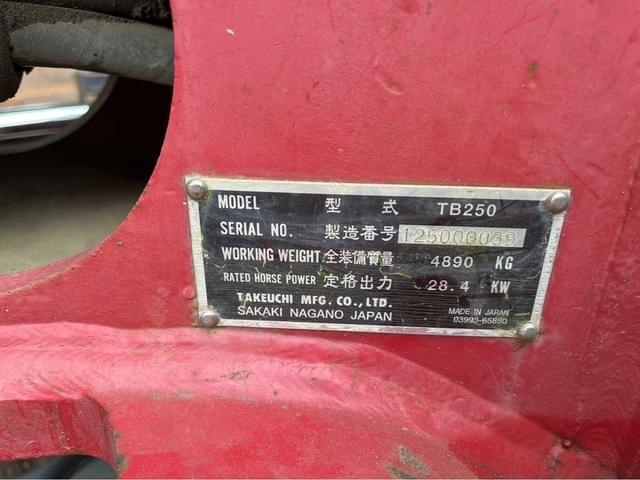 MODEL 型式 TB250
SERIAL NO. 製造番号 125000039
WORKING WEIGHT 全装備質量 4890 KG
RATED HORSE POWER 定格出力 28.4 KW
TAKEUCHI MFG. CO., LTD.
SAKAKI NAGANO JAPAN
MADE IN JAPAN
03993-65880